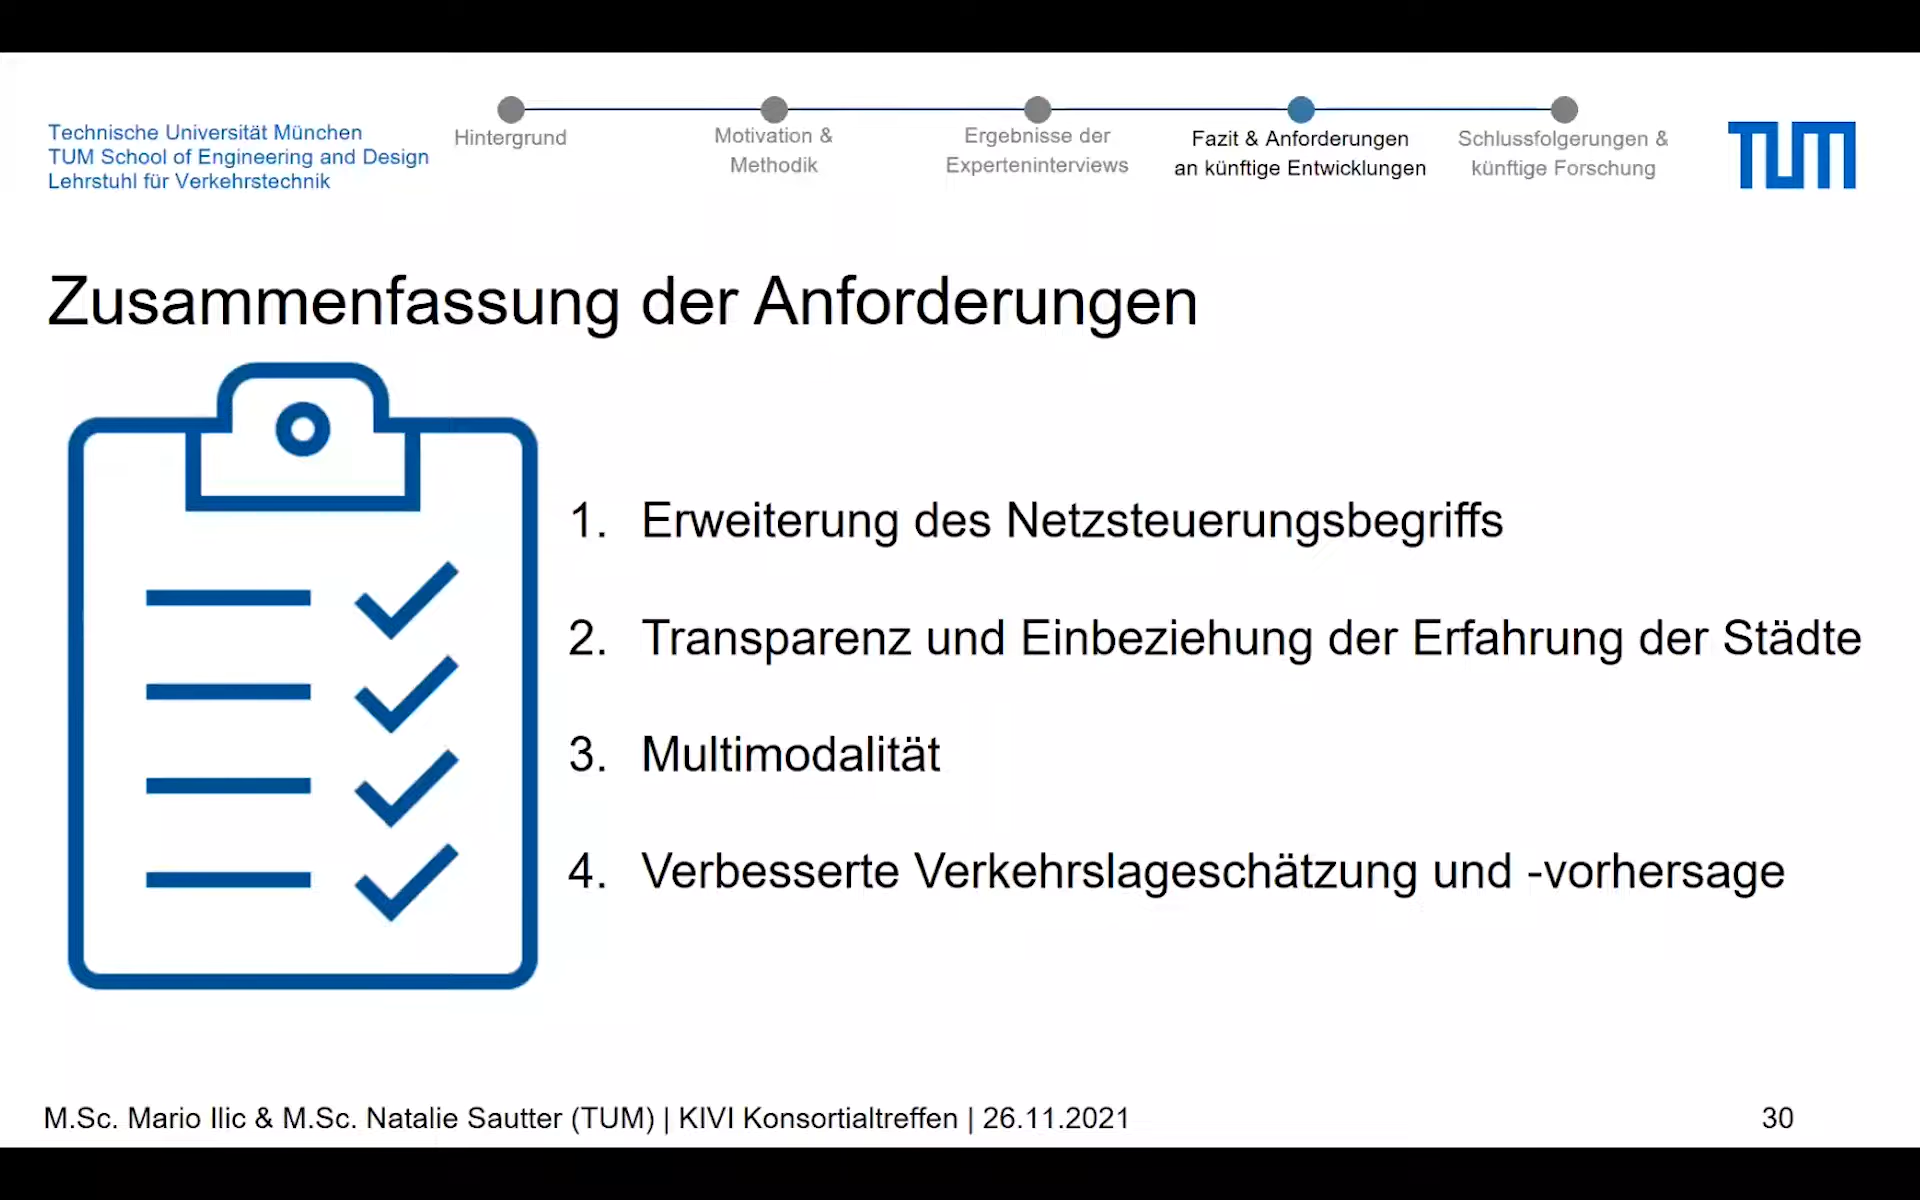 Technische Universität München
TUM School of Engineering and Design
Lehrstuhl für Verkehrstechnik
Hintergrund
Motivation &
Methodik
Ergebnisse der
Experteninterviews
Fazit & Anforderungen
an künftige Entwicklungen
Schlussfolgerungen &
künftige Forschung
TUM
Zusammenfassung der Anforderungen
1. Erweiterung des Netzsteuerungsbegriffs
2. Transparenz und Einbeziehung der Erfahrung der Städte
3. Multimodalität
4. Verbesserte Verkehrslageschätzung und -vorhersage
M.Sc. Mario Ilic & M.Sc. Natalie Sautter (TUM) | KIVI Konsortialtreffen | 26.11.2021
30